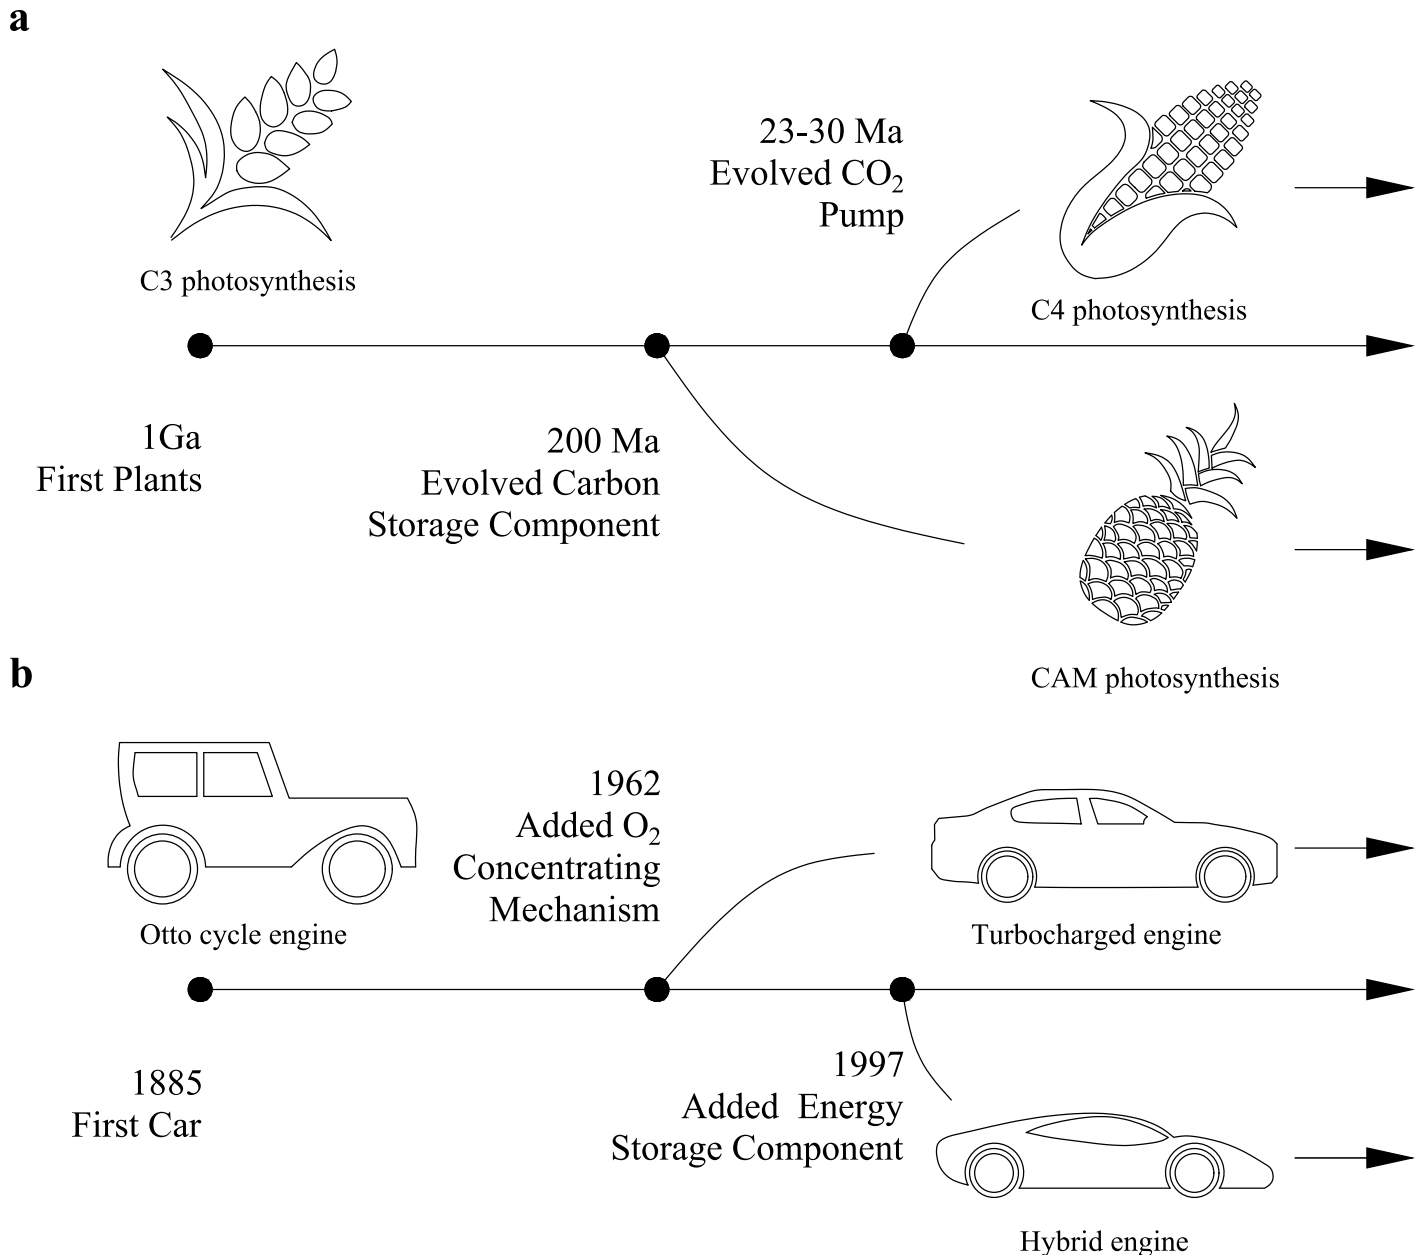 a
23-30 Ma
Evolved CO₂
Pump
C3 photosynthesis
C4 photosynthesis
1Ga
First Plants
200 Ma
Evolved Carbon
Storage Component
CAM photosynthesis
b
1962
Added O₂
Concentrating
Mechanism
Otto cycle engine
Turbocharged engine
1885
First Car
1997
Added Energy
Storage Component
Hybrid engine